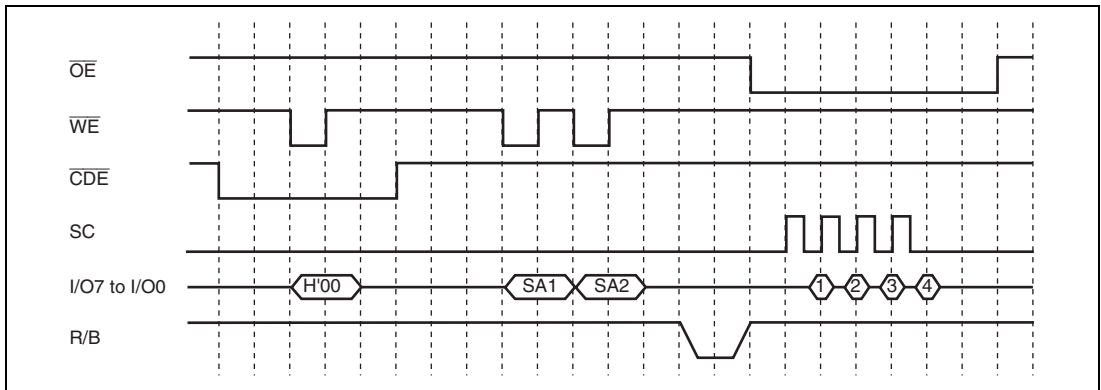 OE
WE
CDE
SC
I/O7 to I/O0 H'00 SA1 SA2 1 2 3 4
R/B